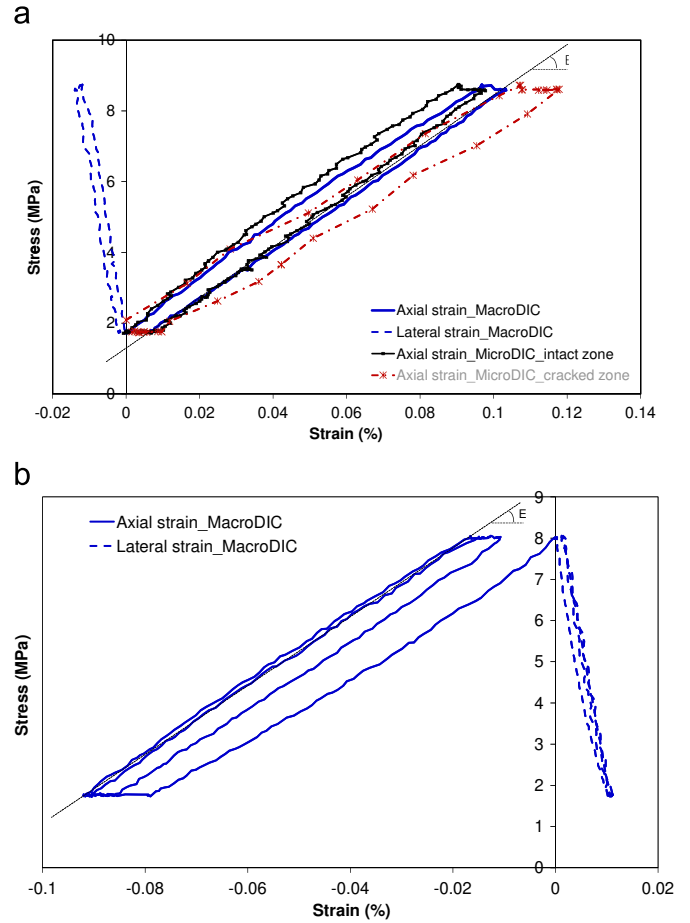 a
10
8
6
4
2
0
Stress (MPa)
E
Axial strain_MacroDIC
Lateral strain_MacroDIC
Axial strain_MicroDIC_intact zone
Axial strain_MicroDIC_cracked zone
-0.02 0 0.02 0.04 0.06 0.08 0.1 0.12 0.14
Strain (%)
b
Axial strain_MacroDIC
Lateral strain_MacroDIC
E
9
8
7
6
5
4
3
2
1
0
Stress (MPa)
-0.1 -0.08 -0.06 -0.04 -0.02 0 0.02
Strain (%)